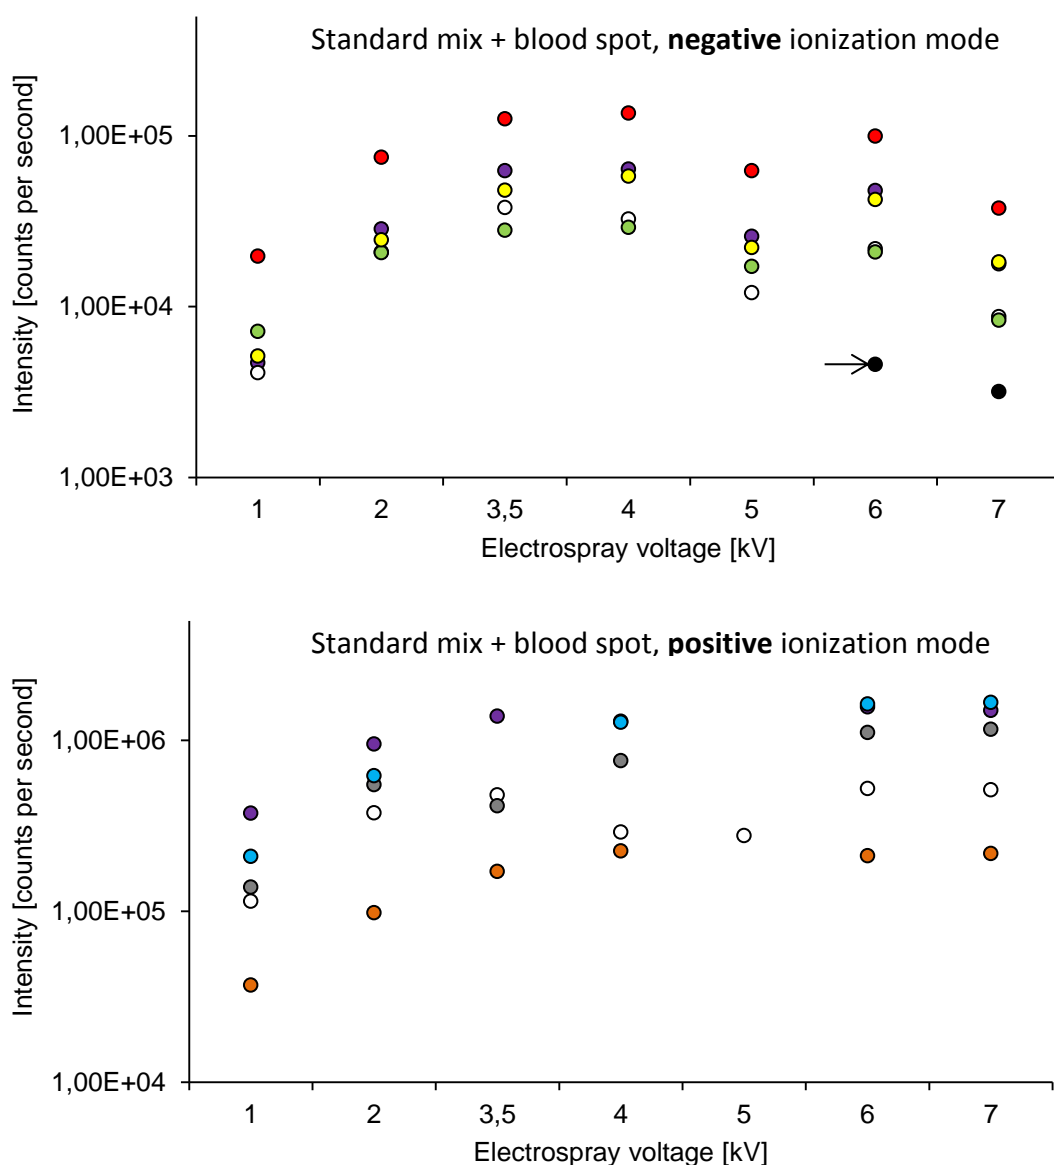 Standard mix + blood spot, negative ionization mode
Intensity [counts per second]
1,00E+05
1,00E+04
1,00E+03
1 2 3,5 4 5 6 7
Electrospray voltage [kV]
Standard mix + blood spot, positive ionization mode
Intensity [counts per second]
1,00E+06
1,00E+05
1,00E+04
1 2 3,5 4 5 6 7
Electrospray voltage [kV]